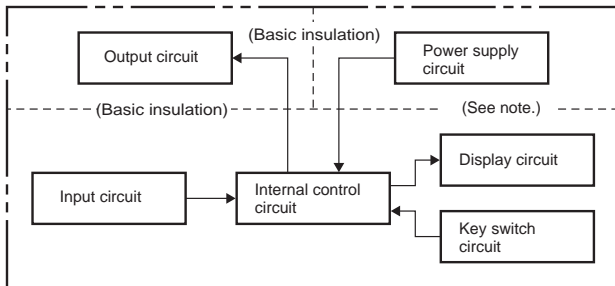 (Basic insulation)
Output circuit
Power supply
circuit
(Basic insulation)
(See note.)
Display circuit
Input circuit
Internal control
circuit
Key switch
circuit